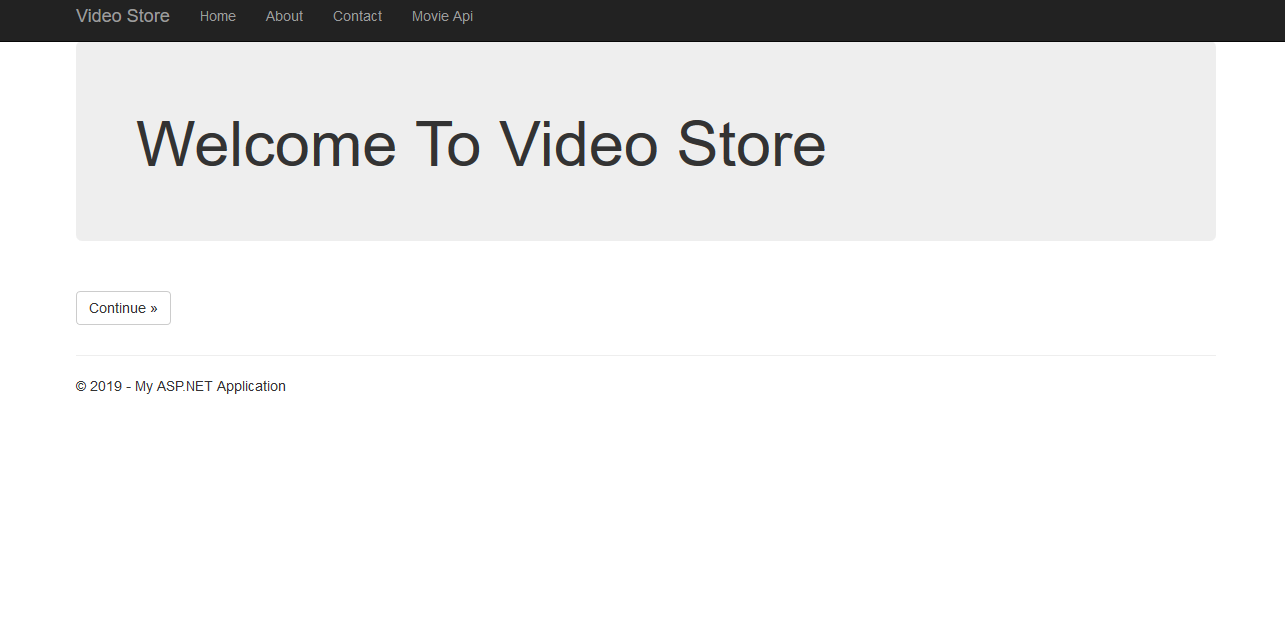 Video Store Home About Contact Movie Api
Welcome To Video Store
Continue »
© 2019 - My ASP.NET Application